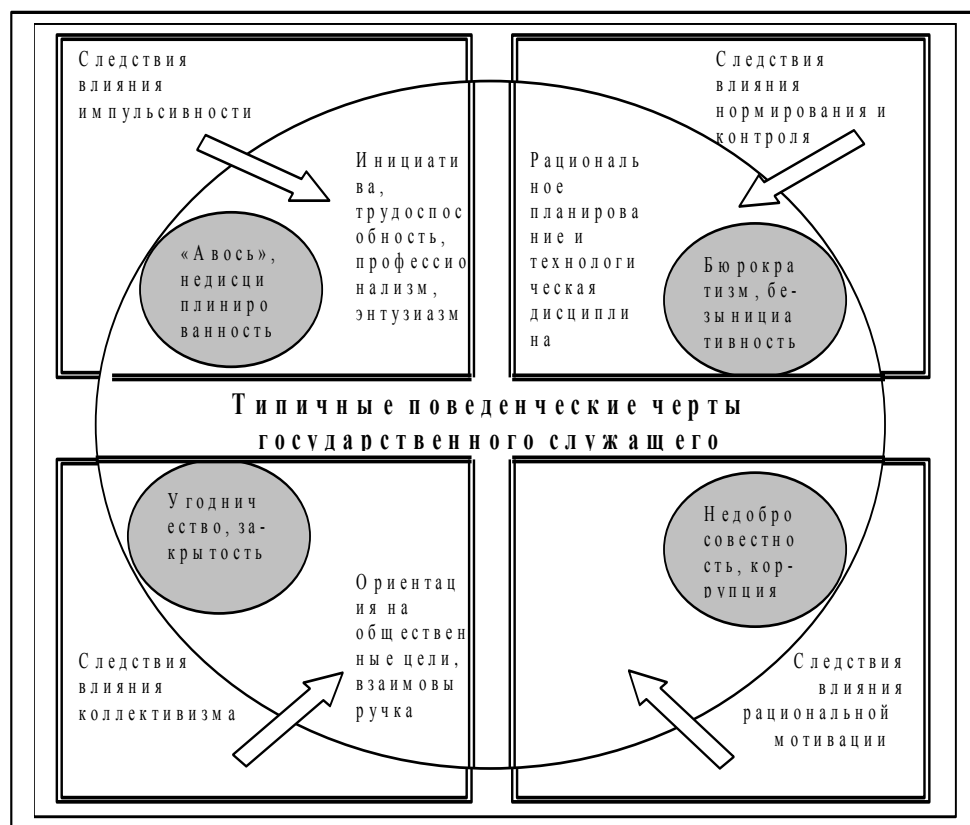 Следствия
влияния
импульсивности
Инициати
ва,
трудоспос
обность,
профессио
нализм,
энтузиазм
«Авось»,
недисци
плиниро
ванность
Следствия
влияния
нормирования и
контроля
Рациональ
ное
планирова
ние и
технологи
ческая
дисципли
на
Бюрокра
тизм, бе-
зынициа
тивность
Типичные поведенческие черты
государственного служащего
Угоднич
ество, за-
крытость
Ориентац
ия на
обществен
ные цели,
взаимовы
ручка
Следствия
влияния
коллективизма
Недобро
совестно
сть, кор-
рупция
Следствия
влияния
рациональной
мотивации